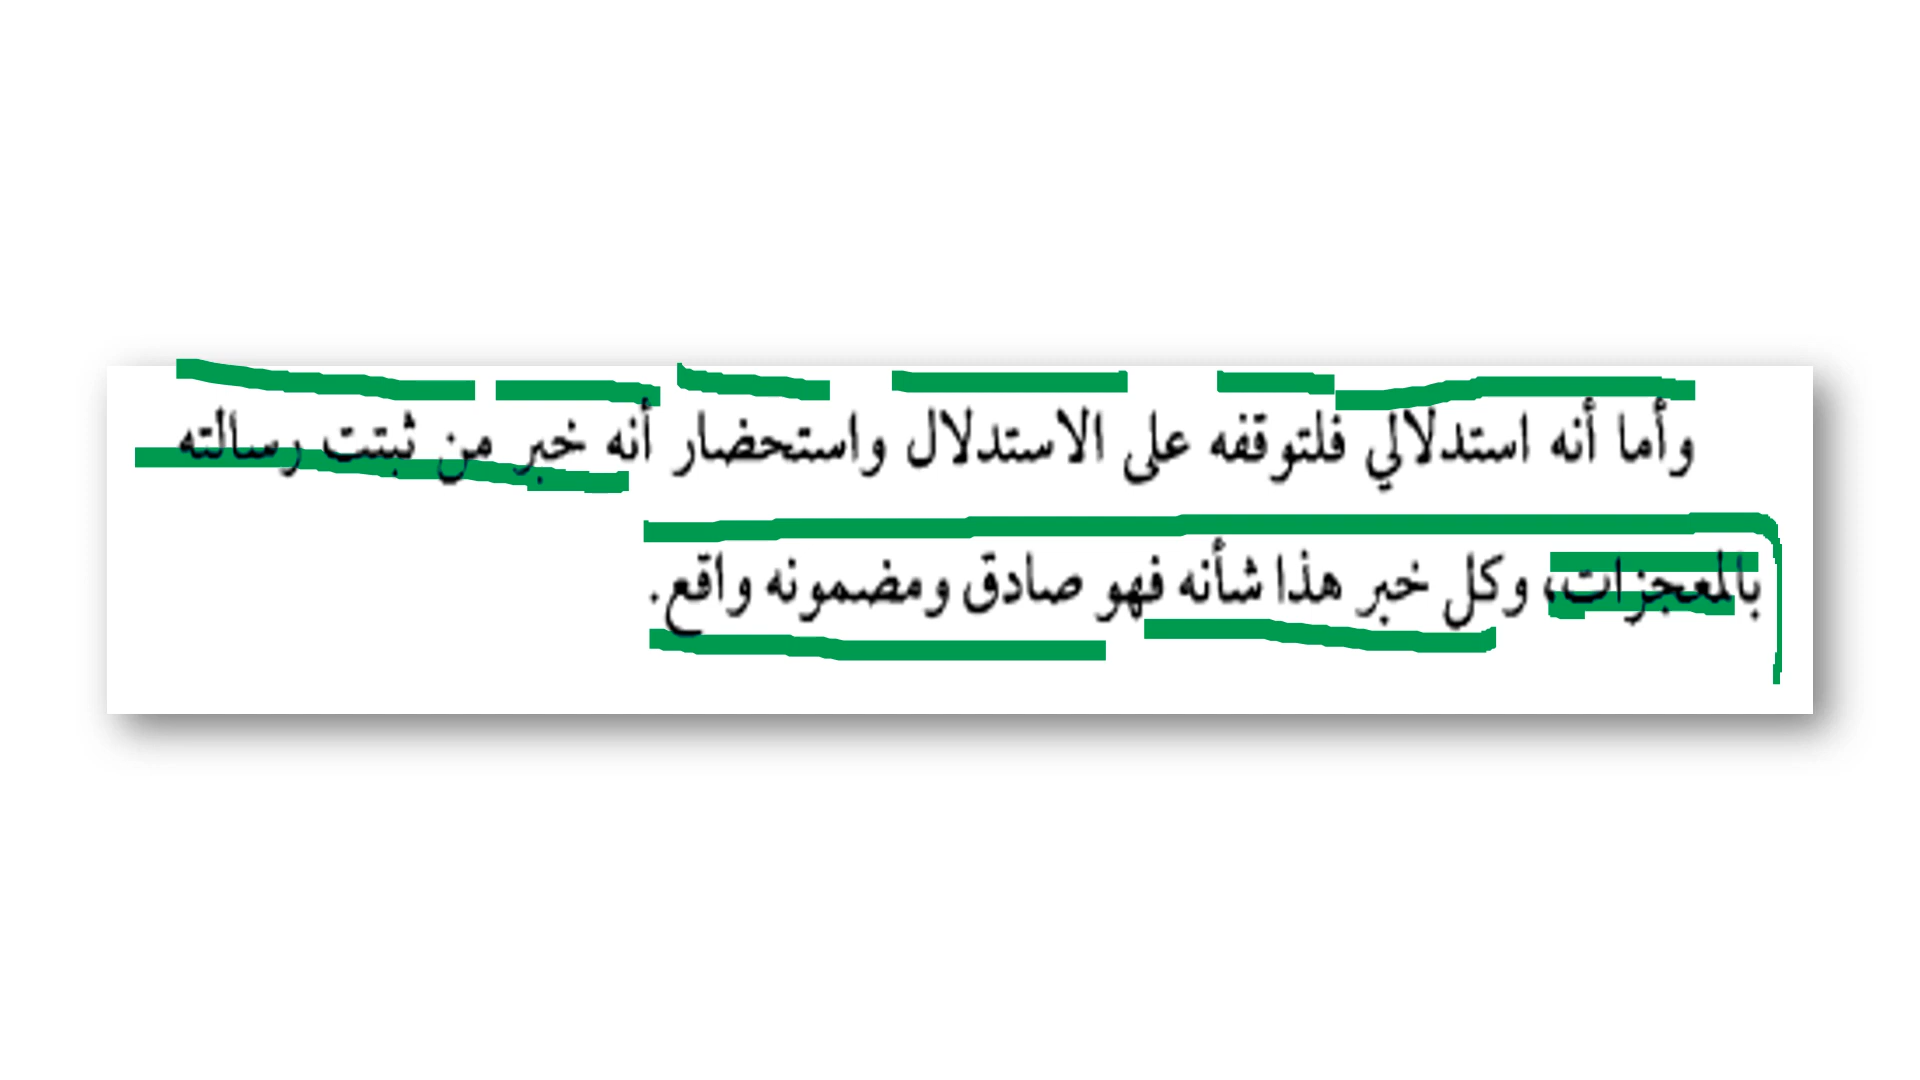 وأما أنه استدلالي فلتوقفه على الاستدلال واستحضار أنه خبر من ثبتت رسالته
بالمعجزات، وكل خبر هذا شأنه فهو صادق ومضمونه واقع.